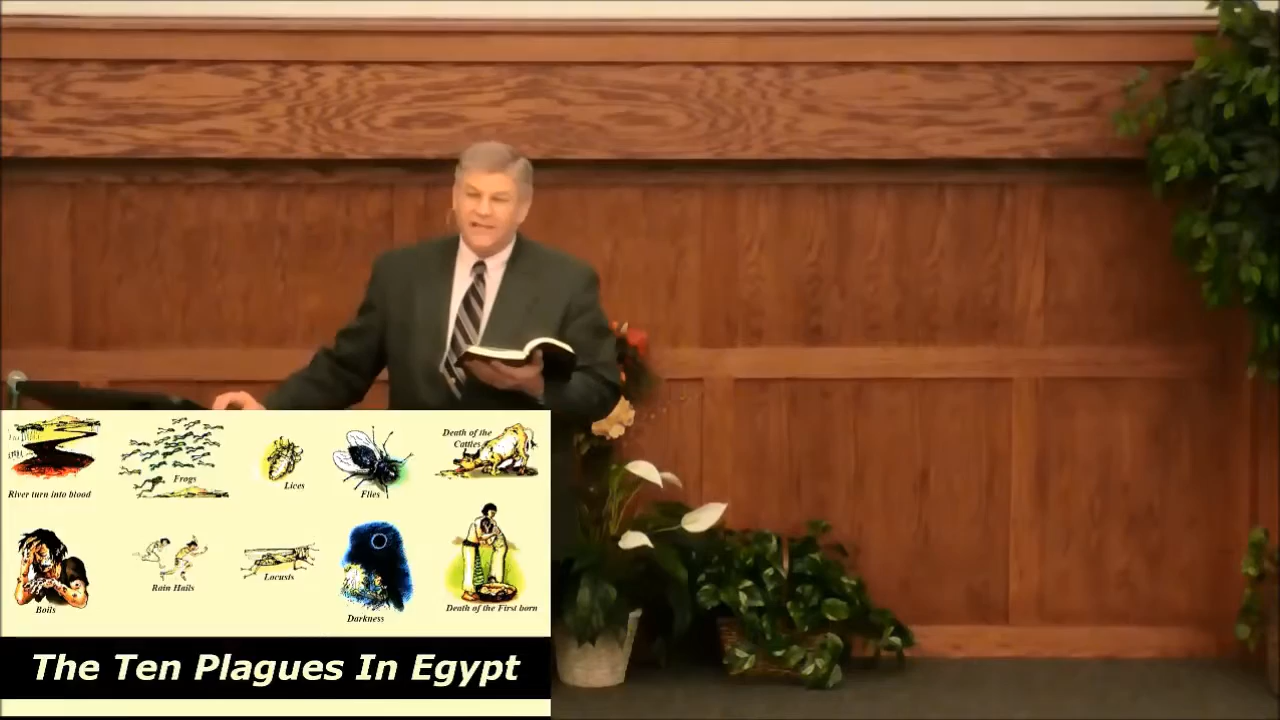 River turn into blood
Frogs
Lices
Flies
Death of the
Cattles
Boils
Rain Hails
Locusts
Darkness
Death of the First born
The Ten Plagues In Egypt